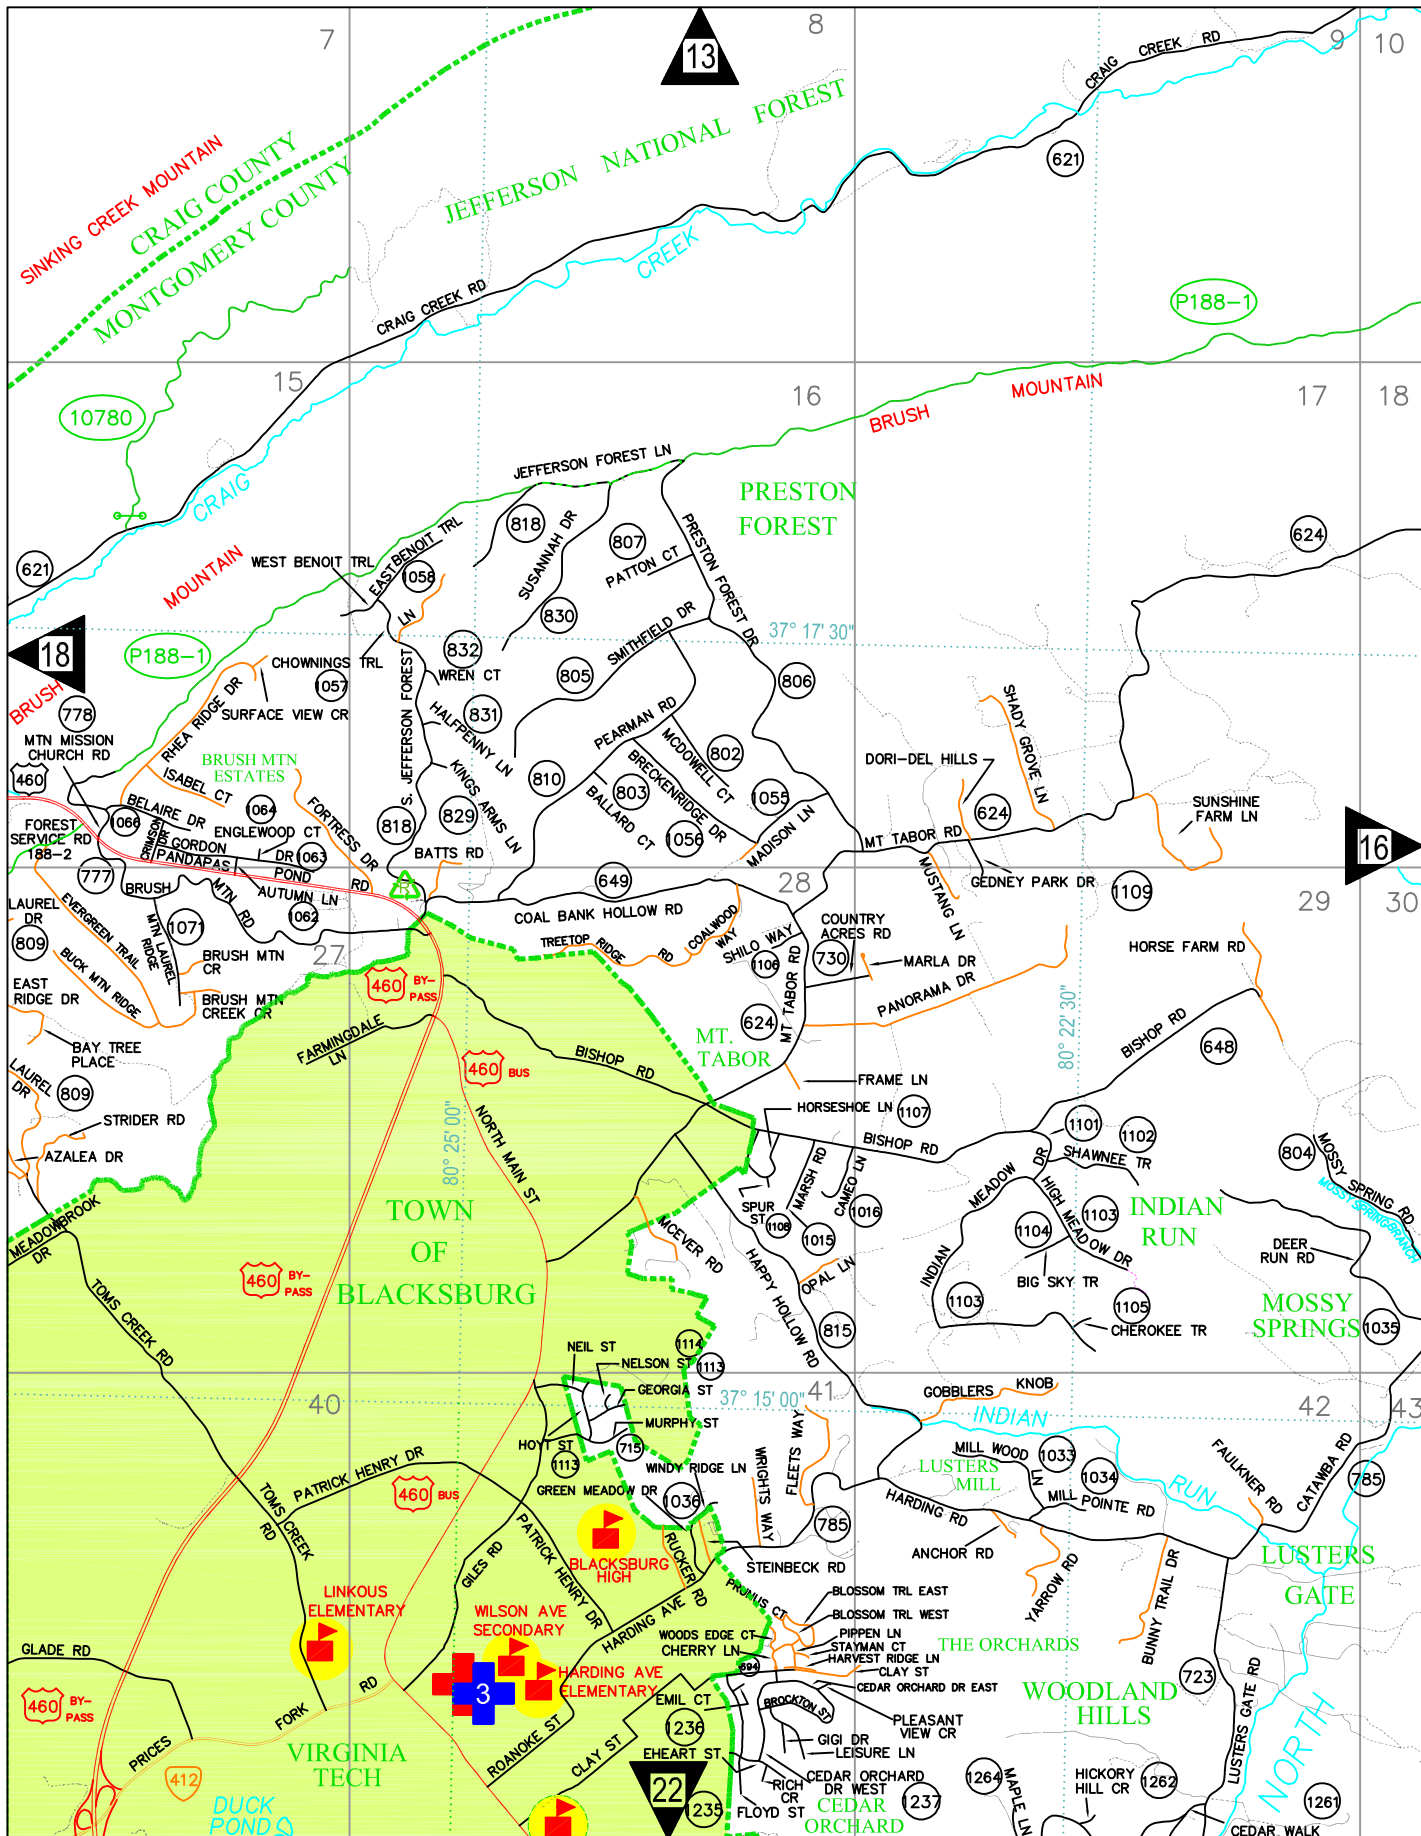 7
13
8
9
10
CRAIG CREEK RD
SINKING CREEK MOUNTAIN
CRAIG COUNTY
MONTGOMERY COUNTY
JEFFERSON NATIONAL FOREST
621
CREEK
CRAIG CREEK RD
P188-1
15
16
17
18
BRUSH MOUNTAIN
10780
CRAIG
JEFFERSON FOREST LN
PRESTON
FOREST
818
SUSANNAH DR
807
PATTON CT
PRESTON FOREST DR
624
621
MOUNTAIN
WEST BENOIT TRL
EAST BENOIT TRL
1058
LN
830
SMITHFIELD DR
37° 17' 30"
18
P188-1
CHOWNINGS TRL
1057
832
WREN CT
805
806
BRUSH
778
RHEA RIDGE DR
SURFACE VIEW CR
S. JEFFERSON FOREST
831
HALFPENNY LN
PEARMAN RD
MCDOWELL CT
802
SHADY GROVE LN
MTN MISSION
CHURCH RD
460
BRUSH MTN
ESTATES
ISABEL CT
KINGS ARMS LN
810
803
BRECKENRIDGE DR
BALLARD CT
1055
DORI-DEL HILLS
1064
FORTRESS DR
BELAIRE DR
1066
829
818
1056
MADISON LN
624
SUNSHINE
FARM LN
FOREST
SERVICE RD
188-2
CRIMSON
DR
GORDON
DR
ENGLEWOOD CT
1063
PANDAPAS POND RD
BATTS RD
MT TABOR RD
16
777
BRUSH MTN RD
AUTUMN LN
1062
R
649
28
MUSTANG LN
GEDNEY PARK DR
1109
29
30
LAUREL
DR
809
EVERGREEN TRAIL
MTN LAUREL
RIDGE
1071
COAL BANK HOLLOW RD
COALWOOD
WAY
COUNTRY
ACRES RD
BUCK MTN RIDGE
BRUSH MTN
CR
27
TREETOP RIDGE RD
SHILO WAY
1106
730
MARLA DR
HORSE FARM RD
EAST
RIDGE DR
BRUSH MTN
CREEK CR
460 BY-
PASS
MT TABOR RD
PANORAMA DR
624
BAY TREE
PLACE
FARMINGDALE
LN
BISHOP RD
MT.
TABOR
80° 22' 30"
BISHOP RD
648
LAUREL
DR
809
460 BUS
FRAME LN
STRIDER RD
NORTH MAIN ST
80° 25' 00"
HORSESHOE LN
1107
1101
1102
804
MOSSY SPRING RD
AZALEA DR
BISHOP RD
SHAWNEE TR
MOSSY SPRING BRANCH
MARSH RD
CAMEO LN
INDIAN MEADOW DR
MEADOWBROOK
DR
TOWN
OF
BLACKSBURG
MCEVER RD
SPUR
ST
1108
1015
1016
HIGH MEADOW DR
1104
1103
INDIAN
RUN
DEER
RUN RD
460 BY-
PASS
TOMS CREEK RD
HAPPY HOLLOW RD
OPAL LN
BIG SKY TR
1103
1105
MOSSY
SPRINGS
1035
815
CHEROKEE TR
NEIL ST
1114
NELSON ST
1113
GEORGIA ST
GOBBLERS KNOB
40
37° 15' 00"
41
INDIAN
42
43
MURPHY ST
HOYT ST
715
1113
FLEETS WAY
WRIGHTS WAY
MILL WOOD LN
1033
FAULKNER RD
CATAWBA RD
PATRICK HENRY DR
WINDY RIDGE LN
LUSTERS
MILL
1034
RUN
785
460 BUS
GREEN MEADOW DR
1036
MILL POINTE RD
TOMS CREEK
RD
PATRICK HENRY DR
785
HARDING RD
BLACKSBURG
HIGH
RUCKER RD
STEINBECK RD
ANCHOR RD
LUSTERS
GATE
GILES RD
PRUNUS CT
YARROW RD
BUNNY TRAIL DR
LINKOUS
ELEMENTARY
WILSON AVE
SECONDARY
HARDING AVE
BLOSSOM TRL EAST
BLOSSOM TRL WEST
WOODS EDGE CT
PIPPEN LN
CHERRY LN
STAYMAN CT
HARVEST RIDGE LN
THE ORCHARDS
GLADE RD
694
CLAY ST
HARDING AVE
ELEMENTARY
3
CEDAR ORCHARD DR EAST
723
460 BY-
PASS
PRICES FORK RD
EMIL CT
BROCKTON ST
WOODLAND
HILLS
1236
PLEASANT
VIEW CR
VIRGINIA
TECH
ROANOKE ST
CLAY ST
EHEART ST
GIGI DR
LEISURE LN
LUSTERS GATE RD
NORTH
412
22
RICH
CR
CEDAR ORCHARD
DR WEST
1264
MAPLE LN
HICKORY
HILL CR
1262
DUCK
POND
1235
FLOYD ST
CEDAR
ORCHARD
1237
1261
CEDAR WALK